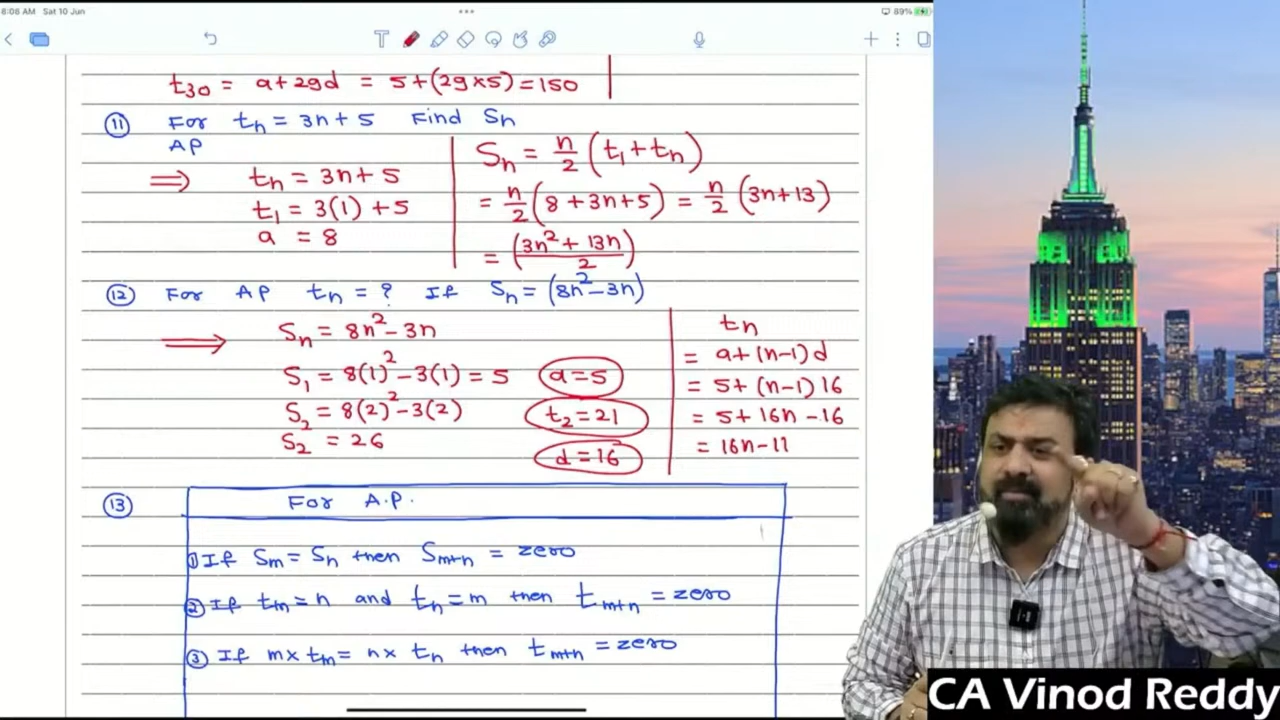 6:08 AM Sat 10 Jun
89%
t₃₀ = a+29d = 5+(29×5)=150
⑪ For tₙ = 3n+5 Find Sₙ
AP
⇒ tₙ = 3n+5
t₁ = 3(1)+5
a = 8
Sₙ = n/2 (t₁+tₙ)
= n/2 (8+3n+5) = n/2 (3n+13)
= (3n²+13n)/2
⑫ For AP tₙ = ? If Sₙ = (8n²-3n)
⇒ Sₙ = 8n²-3n
S₁ = 8(1)²-3(1) = 5 a=5
S₂ = 8(2)²-3(2) t₂=21
S₂ = 26 d=16
tₙ
= a+(n-1)d
= 5+(n-1)16
= 5+16n-16
= 16n-11
⑬ For A.P.
① If Sm = Sn then Sm+n = zero
② If tm=n and tn=m then tm+n = zero
③ If m× tm = n× tn then tm+n = zero
CA Vinod Reddy